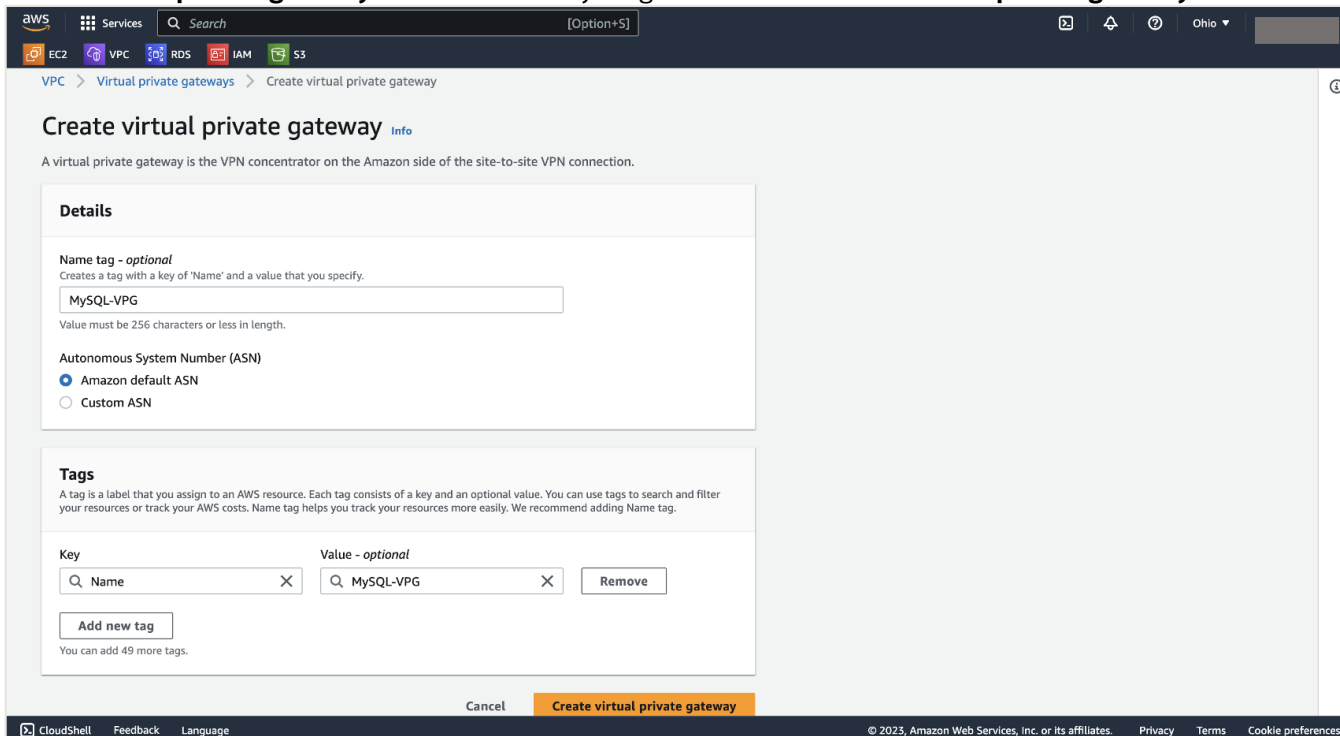 aws Services Search [Option+S] Ohio
EC2 VPC RDS IAM S3
VPC > Virtual private gateways > Create virtual private gateway
Create virtual private gateway Info
A virtual private gateway is the VPN concentrator on the Amazon side of the site-to-site VPN connection.
Details
Name tag - optional
Creates a tag with a key of 'Name' and a value that you specify.
MySQL-VPG
Value must be 256 characters or less in length.
Autonomous System Number (ASN)
Amazon default ASN
Custom ASN
Tags
A tag is a label that you assign to an AWS resource. Each tag consists of a key and an optional value. You can use tags to search and filter
your resources or track your AWS costs. Name tag helps you track your resources more easily. We recommend adding Name tag.
Key Value - optional
Name MySQL-VPG Remove
Add new tag
You can add 49 more tags.
Cancel Create virtual private gateway
CloudShell Feedback Language © 2023, Amazon Web Services, Inc. or its affiliates. Privacy Terms Cookie preferences